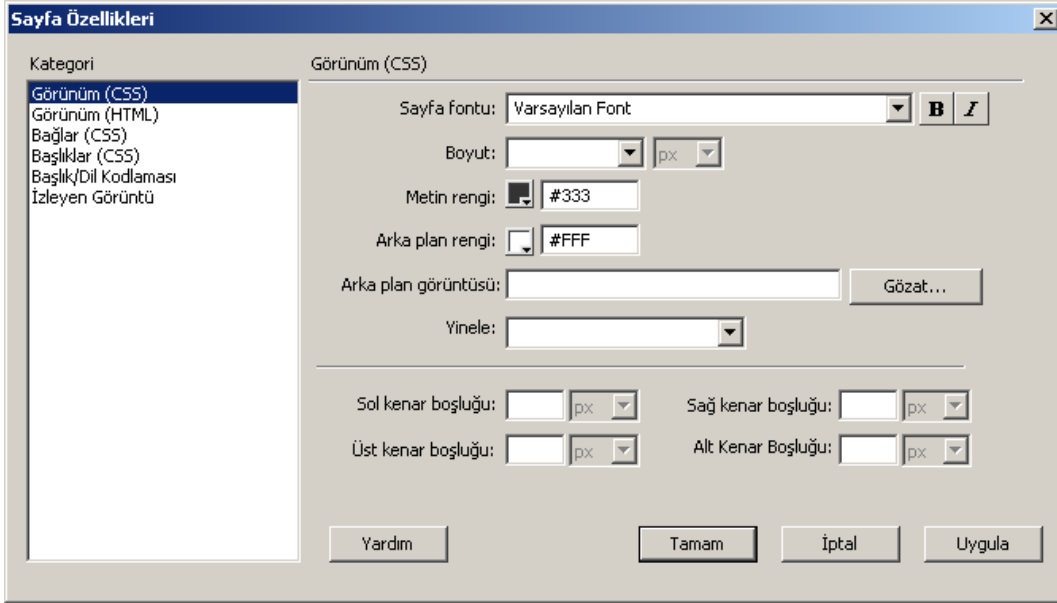 Sayfa Özellikleri
Kategori
Görünüm (CSS)
Görünüm (HTML)
Bağlar (CSS)
Başlıklar (CSS)
Başlık/Dil Kodlaması
İzleyen Görüntü
Görünüm (CSS)
Sayfa fontu: Varsayılan Font B I
Boyut: px
Metin rengi: #333
Arka plan rengi: #FFF
Arka plan görüntüsü: Gözat...
Yinele:
Sol kenar boşluğu: px Sağ kenar boşluğu: px
Üst kenar boşluğu: px Alt Kenar Boşluğu: px
Yardım Tamam İptal Uygula